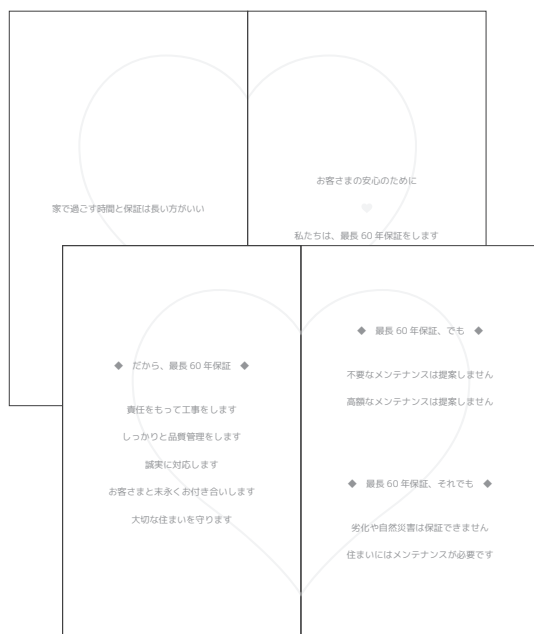 家で過ごす時間と保証は長い方がいい
お客さまの安心のために
私たちは、最長 60 年保証をします
◆ だから、最長 60 年保証 ◆
責任をもって工事をします
しっかりと品質管理をします
誠実に対応します
お客さまと末永くお付き合いします
大切な住まいを守ります
◆ 最長 60 年保証、でも ◆
不要なメンテナンスは提案しません
高額なメンテナンスは提案しません
◆ 最長 60 年保証、それでも ◆
劣化や自然災害は保証できません
住まいにはメンテナンスが必要です